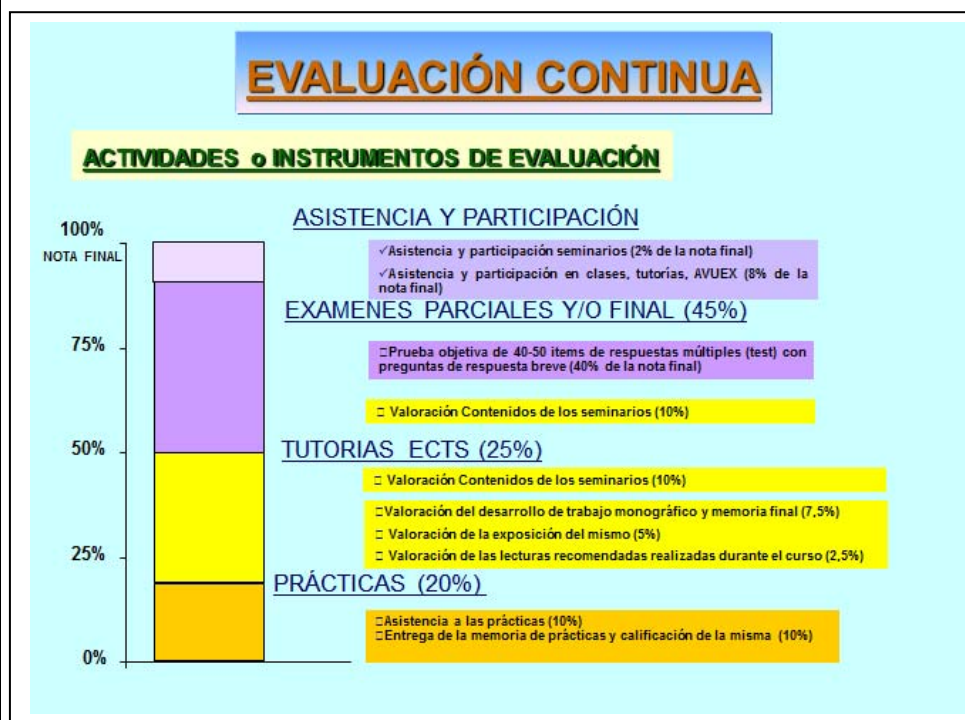 EVALUACIÓN CONTINUA
ACTIVIDADES o INSTRUMENTOS DE EVALUACIÓN
100%
NOTA FINAL
75%
50%
25%
0%
ASISTENCIA Y PARTICIPACIÓN
✓Asistencia y participación seminarios (2% de la nota final)
✓Asistencia y participación en clases, tutorías, AVUEX (8% de la
nota final)
EXAMENES PARCIALES Y/O FINAL (45%)
□Prueba objetiva de 40-50 items de respuestas múltiples (test) con
preguntas de respuesta breve (40% de la nota final)
□ Valoración Contenidos de los seminarios (10%)
TUTORIAS ECTS (25%)
□ Valoración Contenidos de los seminarios (10%)
□Valoración del desarrollo de trabajo monográfico y memoria final (7,5%)
□ Valoración de la exposición del mismo (5%)
□ Valoración de las lecturas recomendadas realizadas durante el curso (2,5%)
PRÁCTICAS (20%)
□Asistencia a las prácticas (10%)
□Entrega de la memoria de prácticas y calificación de la misma (10%)